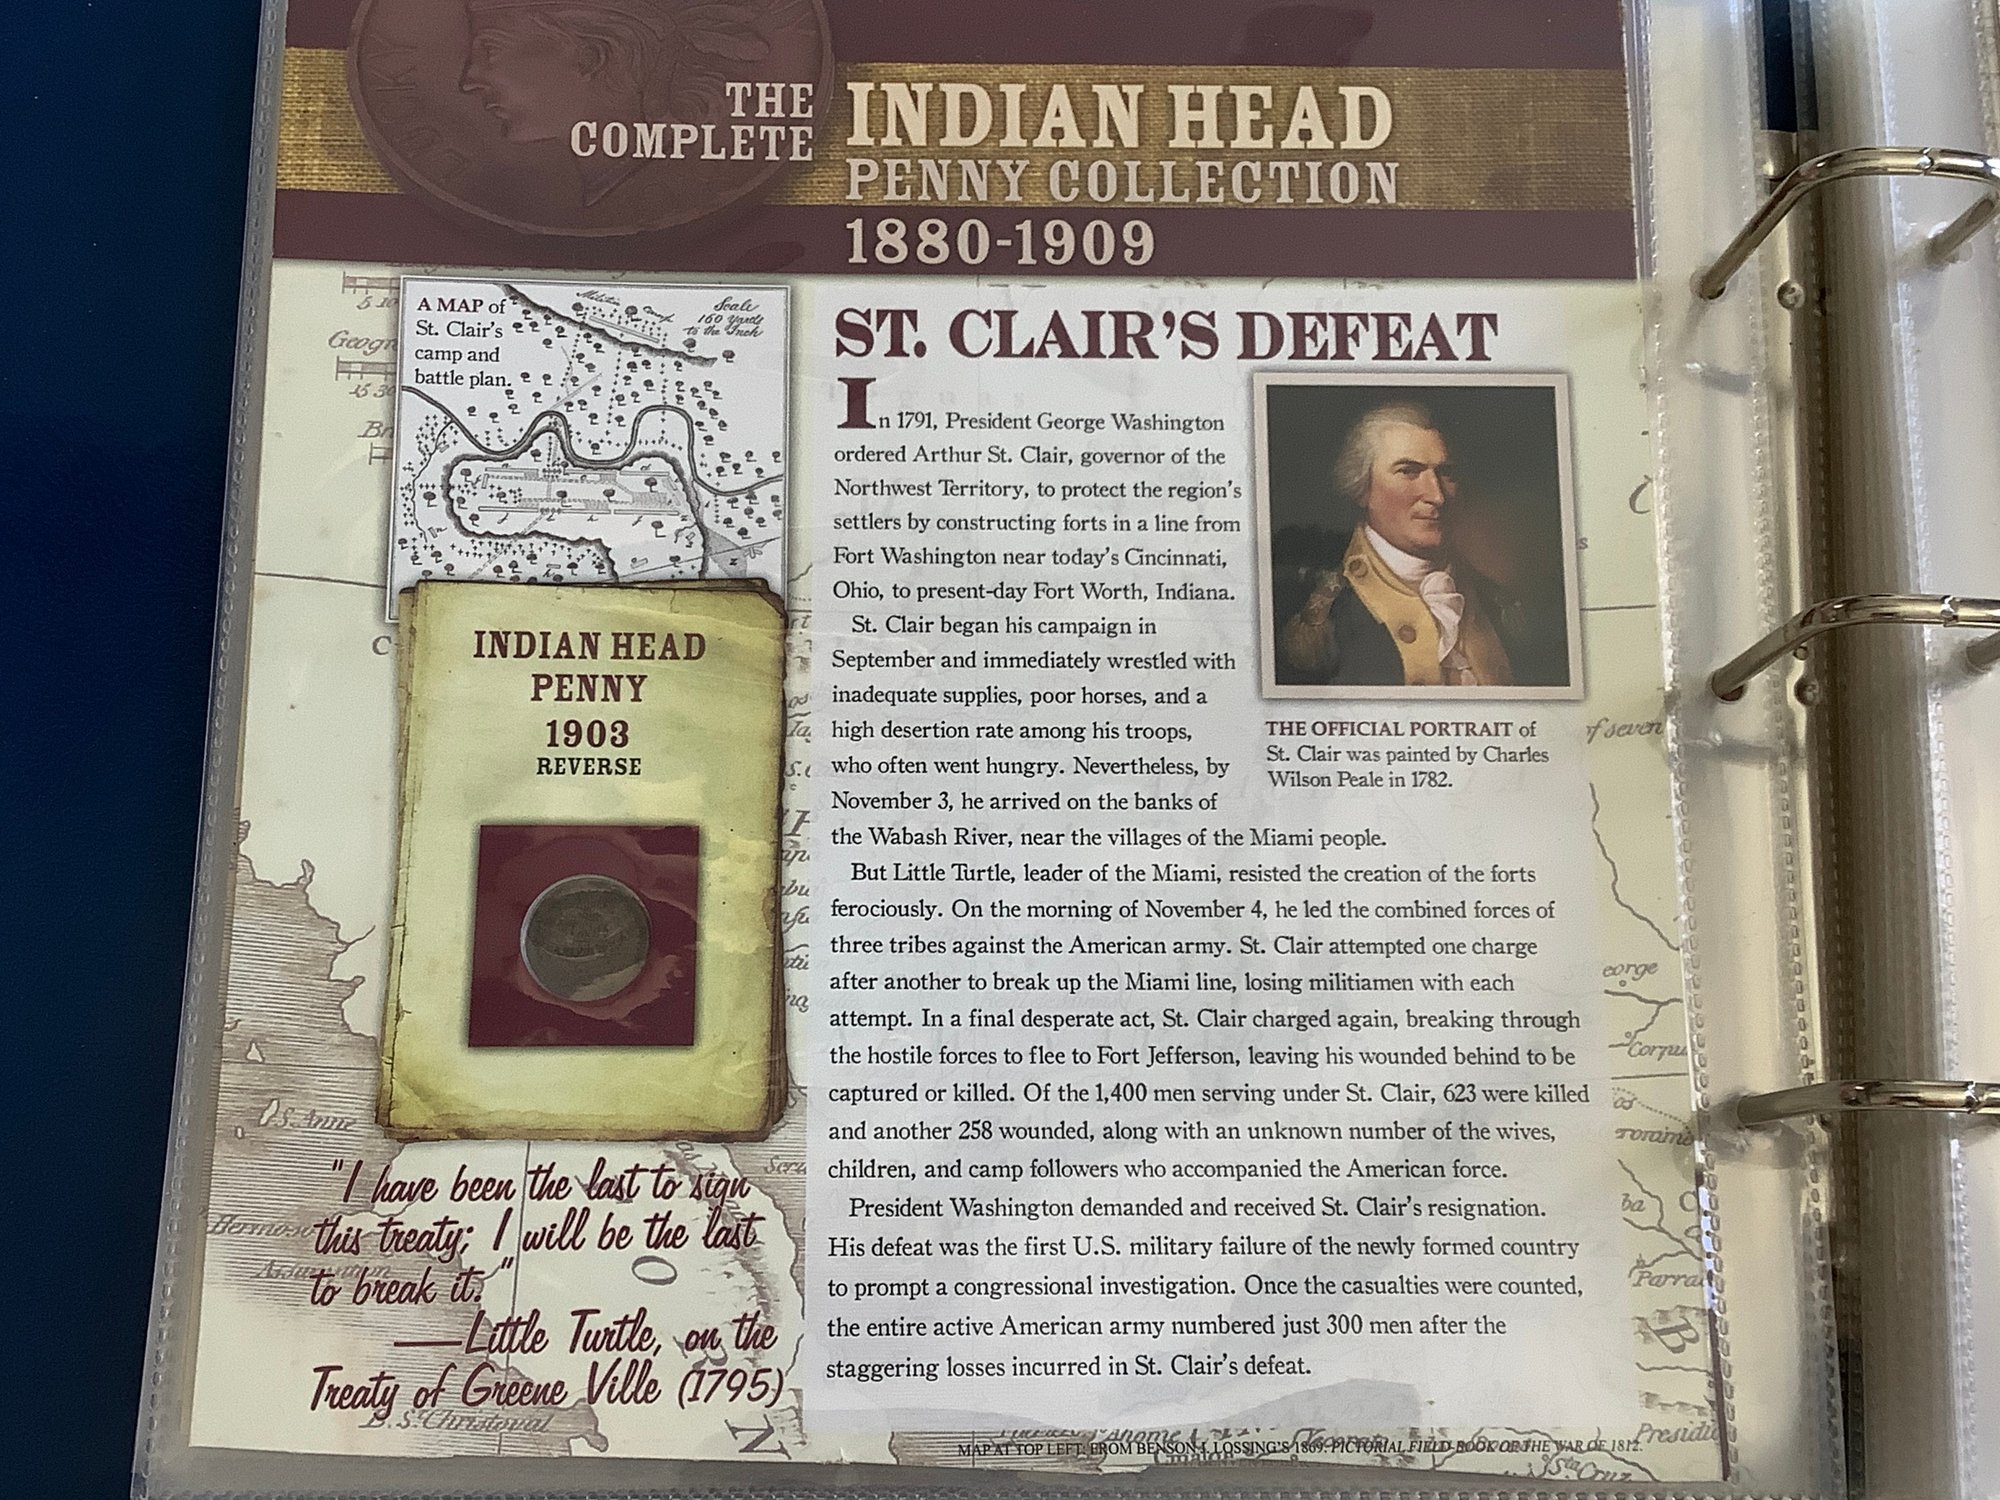 THE
COMPLETE
INDIAN HEAD
PENNY COLLECTION
1880-1909
A MAP of
St. Clair's
camp and
battle plan.
Scale
160 Yards
to the Inch
INDIAN HEAD
PENNY
1903
REVERSE
"I have been the last to sign
this treaty; I will be the last
to break it."
—Little Turtle, on the
Treaty of Greene Ville (1795)
ST. CLAIR'S DEFEAT
In 1791, President George Washington
ordered Arthur St. Clair, governor of the
Northwest Territory, to protect the region's
settlers by constructing forts in a line from
Fort Washington near today's Cincinnati,
Ohio, to present-day Fort Worth, Indiana.
St. Clair began his campaign in
September and immediately wrestled with
inadequate supplies, poor horses, and a
high desertion rate among his troops,
who often went hungry. Nevertheless, by
November 3, he arrived on the banks of
the Wabash River, near the villages of the Miami people.
But Little Turtle, leader of the Miami, resisted the creation of the forts
ferociously. On the morning of November 4, he led the combined forces of
three tribes against the American army. St. Clair attempted one charge
after another to break up the Miami line, losing militiamen with each
attempt. In a final desperate act, St. Clair charged again, breaking through
the hostile forces to flee to Fort Jefferson, leaving his wounded behind to be
captured or killed. Of the 1,400 men serving under St. Clair, 623 were killed
and another 258 wounded, along with an unknown number of the wives,
children, and camp followers who accompanied the American force.
President Washington demanded and received St. Clair's resignation.
His defeat was the first U.S. military failure of the newly formed country
to prompt a congressional investigation. Once the casualties were counted,
the entire active American army numbered just 300 men after the
staggering losses incurred in St. Clair's defeat.
THE OFFICIAL PORTRAIT of
St. Clair was painted by Charles
Wilson Peale in 1782.
MAP AT TOP LEFT: FROM BENSON J. LOSSING'S 1869 PICTORIAL FIELD-BOOK OF THE WAR OF 1812.
of seven
S. Anne
B. St. Christoval
N
Sta Cruz